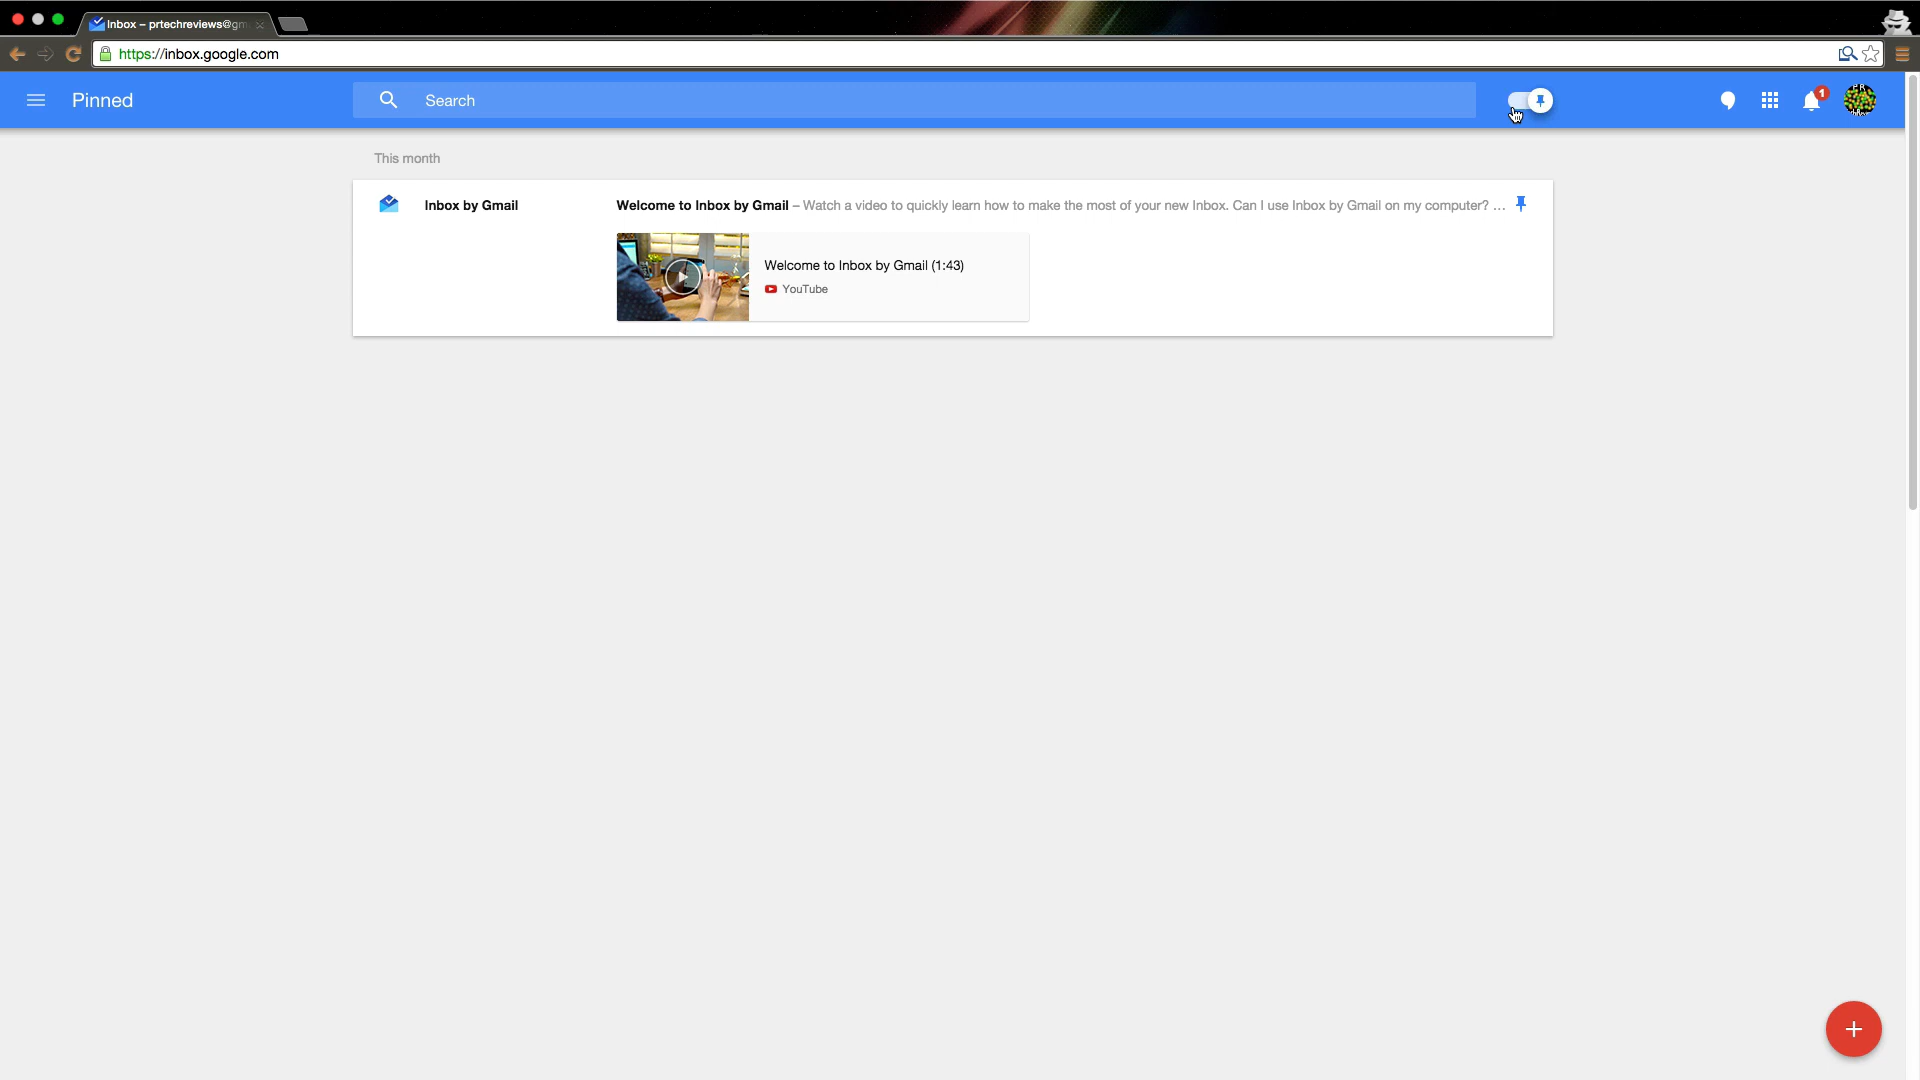 Inbox – prtechreviews@gm
https://inbox.google.com
Pinned
Search
1
This month
Inbox by Gmail
Welcome to Inbox by Gmail – Watch a video to quickly learn how to make the most of your new Inbox. Can I use Inbox by Gmail on my computer? ...
Welcome to Inbox by Gmail (1:43)
YouTube